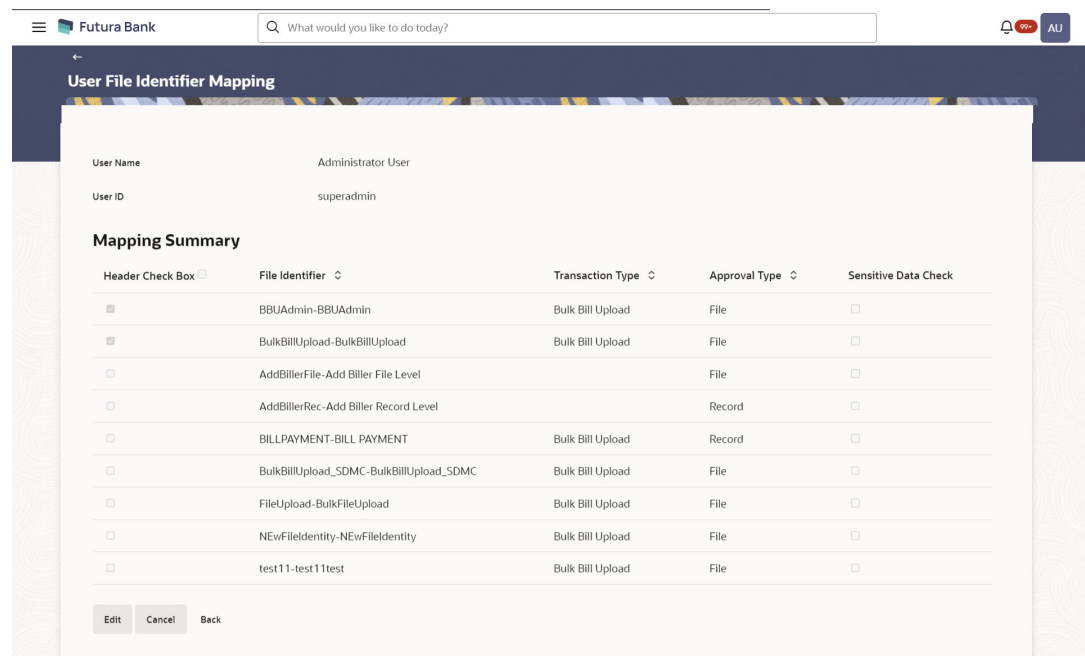 Futura Bank
What would you like to do today?
99+
AU
User File Identifier Mapping
User Name Administrator User
User ID superadmin
Mapping Summary
Header Check Box File Identifier Transaction Type Approval Type Sensitive Data Check
BBUAdmin-BBUAdmin Bulk Bill Upload File
BulkBillUpload-BulkBillUpload Bulk Bill Upload File
AddBillerFile-Add Biller File Level File
AddBillerRec-Add Biller Record Level Record
BILLPAYMENT-BILL PAYMENT Bulk Bill Upload Record
BulkBillUpload_SDMC-BulkBillUpload_SDMC Bulk Bill Upload File
FileUpload-BulkFileUpload Bulk Bill Upload File
NEwFileIdentity-NEwFileIdentity Bulk Bill Upload File
test11-test11test Bulk Bill Upload File
Edit Cancel Back